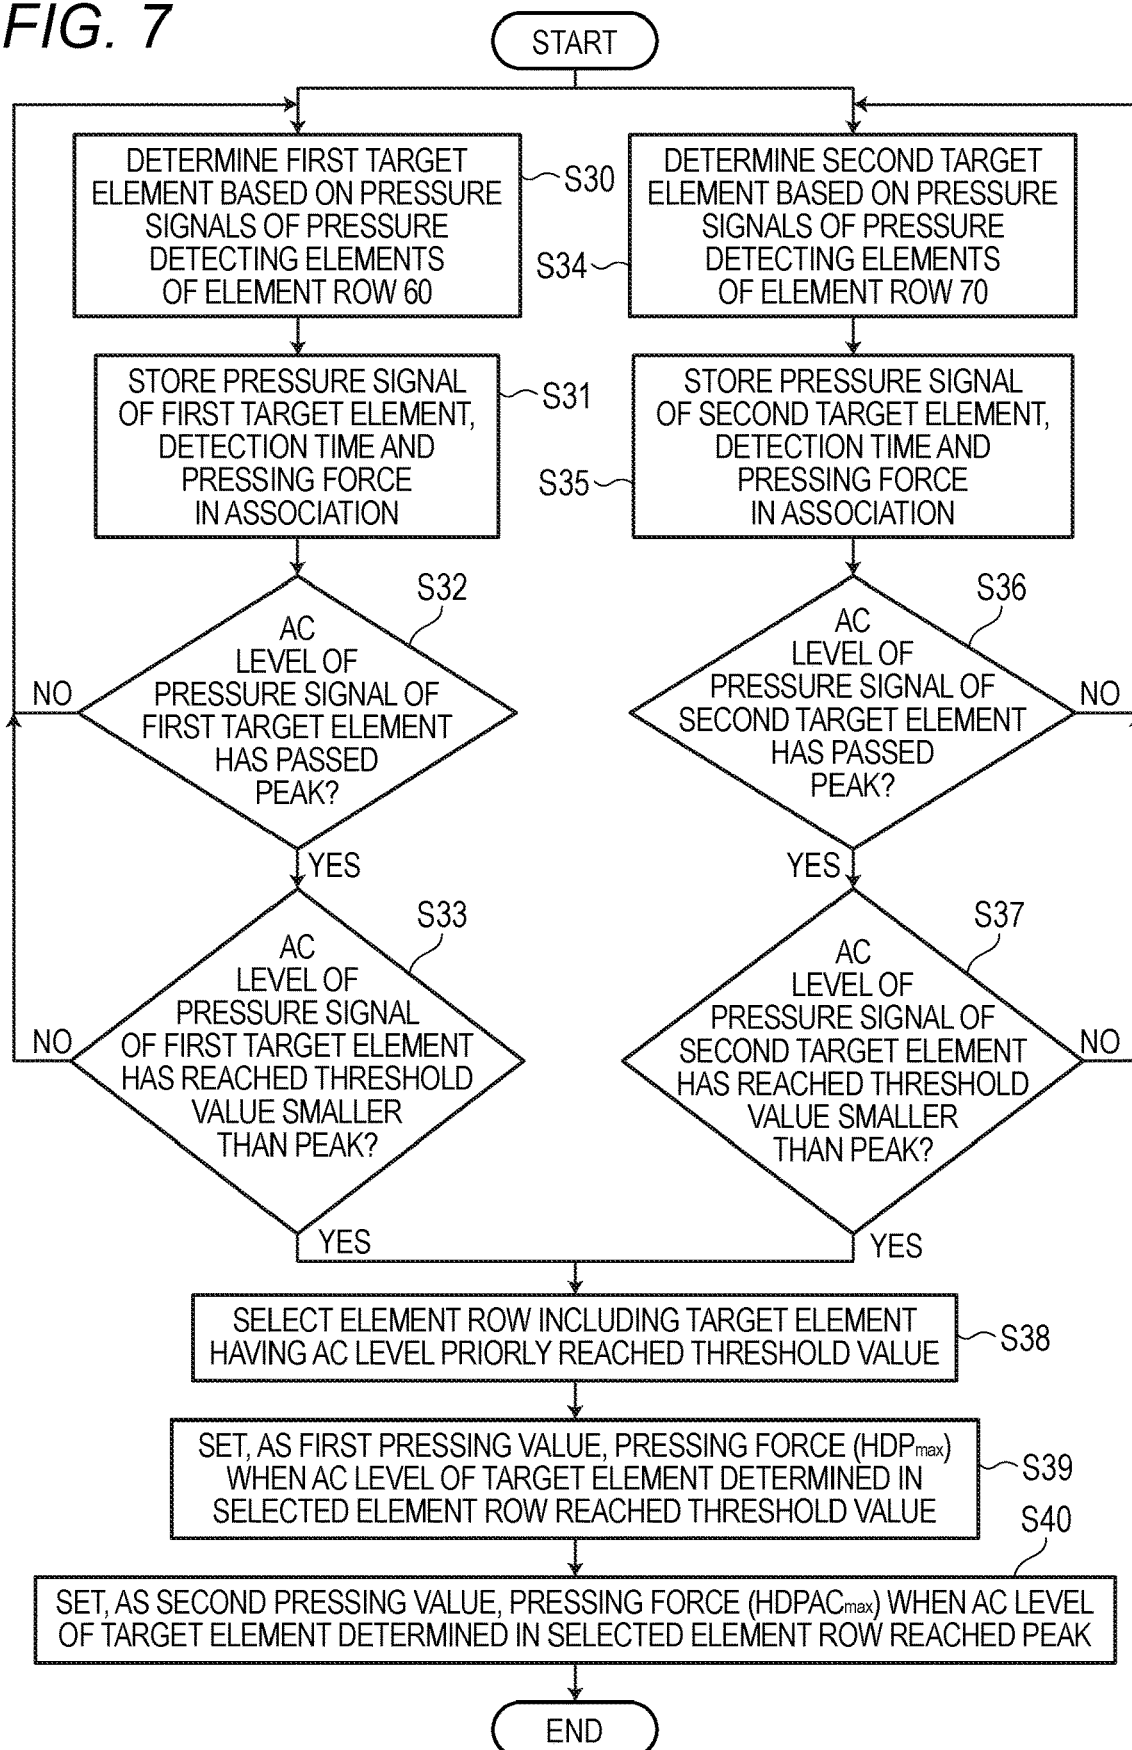 FIG. 7
START
DETERMINE FIRST TARGET
ELEMENT BASED ON PRESSURE
SIGNALS OF PRESSURE
DETECTING ELEMENTS
OF ELEMENT ROW 60
S30
DETERMINE SECOND TARGET
ELEMENT BASED ON PRESSURE
SIGNALS OF PRESSURE
DETECTING ELEMENTS
OF ELEMENT ROW 70
S34
STORE PRESSURE SIGNAL
OF FIRST TARGET ELEMENT,
DETECTION TIME AND
PRESSING FORCE
IN ASSOCIATION
S31
STORE PRESSURE SIGNAL
OF SECOND TARGET ELEMENT,
DETECTION TIME AND
PRESSING FORCE
IN ASSOCIATION
S35
S32
AC
LEVEL OF
PRESSURE SIGNAL OF
FIRST TARGET ELEMENT
HAS PASSED
PEAK?
NO
YES
S36
AC
LEVEL OF
PRESSURE SIGNAL OF
SECOND TARGET ELEMENT
HAS PASSED
PEAK?
NO
YES
S33
AC
LEVEL OF
PRESSURE SIGNAL
OF FIRST TARGET ELEMENT
HAS REACHED THRESHOLD
VALUE SMALLER
THAN PEAK?
NO
YES
S37
AC
LEVEL OF
PRESSURE SIGNAL OF
SECOND TARGET ELEMENT
HAS REACHED THRESHOLD
VALUE SMALLER
THAN PEAK?
NO
YES
SELECT ELEMENT ROW INCLUDING TARGET ELEMENT
HAVING AC LEVEL PRIORLY REACHED THRESHOLD VALUE
S38
SET, AS FIRST PRESSING VALUE, PRESSING FORCE (HDPmax)
WHEN AC LEVEL OF TARGET ELEMENT DETERMINED IN
SELECTED ELEMENT ROW REACHED THRESHOLD VALUE
S39
S40
SET, AS SECOND PRESSING VALUE, PRESSING FORCE (HDPACmax) WHEN AC LEVEL
OF TARGET ELEMENT DETERMINED IN SELECTED ELEMENT ROW REACHED PEAK
END